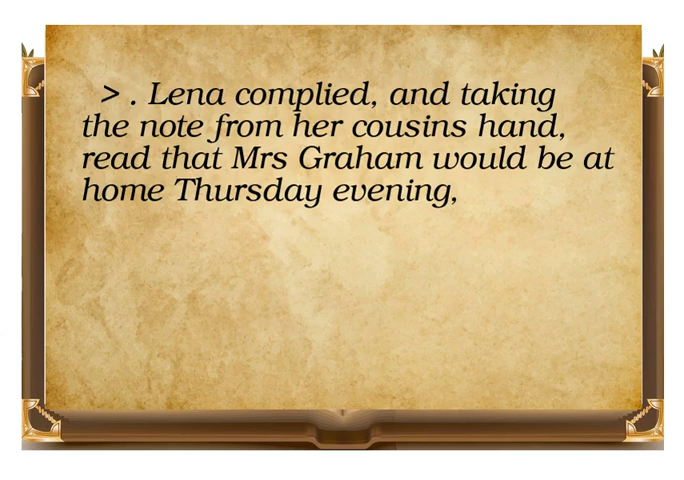 > . Lena complied, and taking
the note from her cousins hand,
read that Mrs Graham would be at
home Thursday evening,